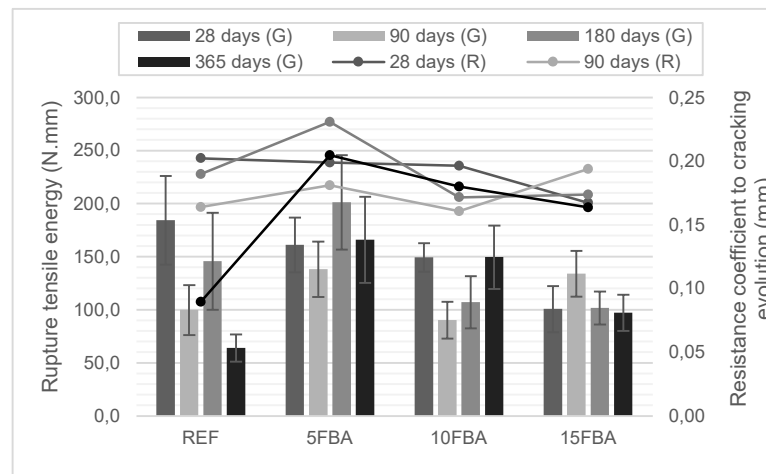 28 days (G) 90 days (G) 180 days (G)
365 days (G) 28 days (R) 90 days (R)
Rupture tensile energy (N.mm)
300,0
250,0
200,0
150,0
100,0
50,0
0,0
REF 5FBA 10FBA 15FBA
0,25
0,20
0,15
0,10
0,05
0,00
Resistance coefficient to cracking
evolution (mm)